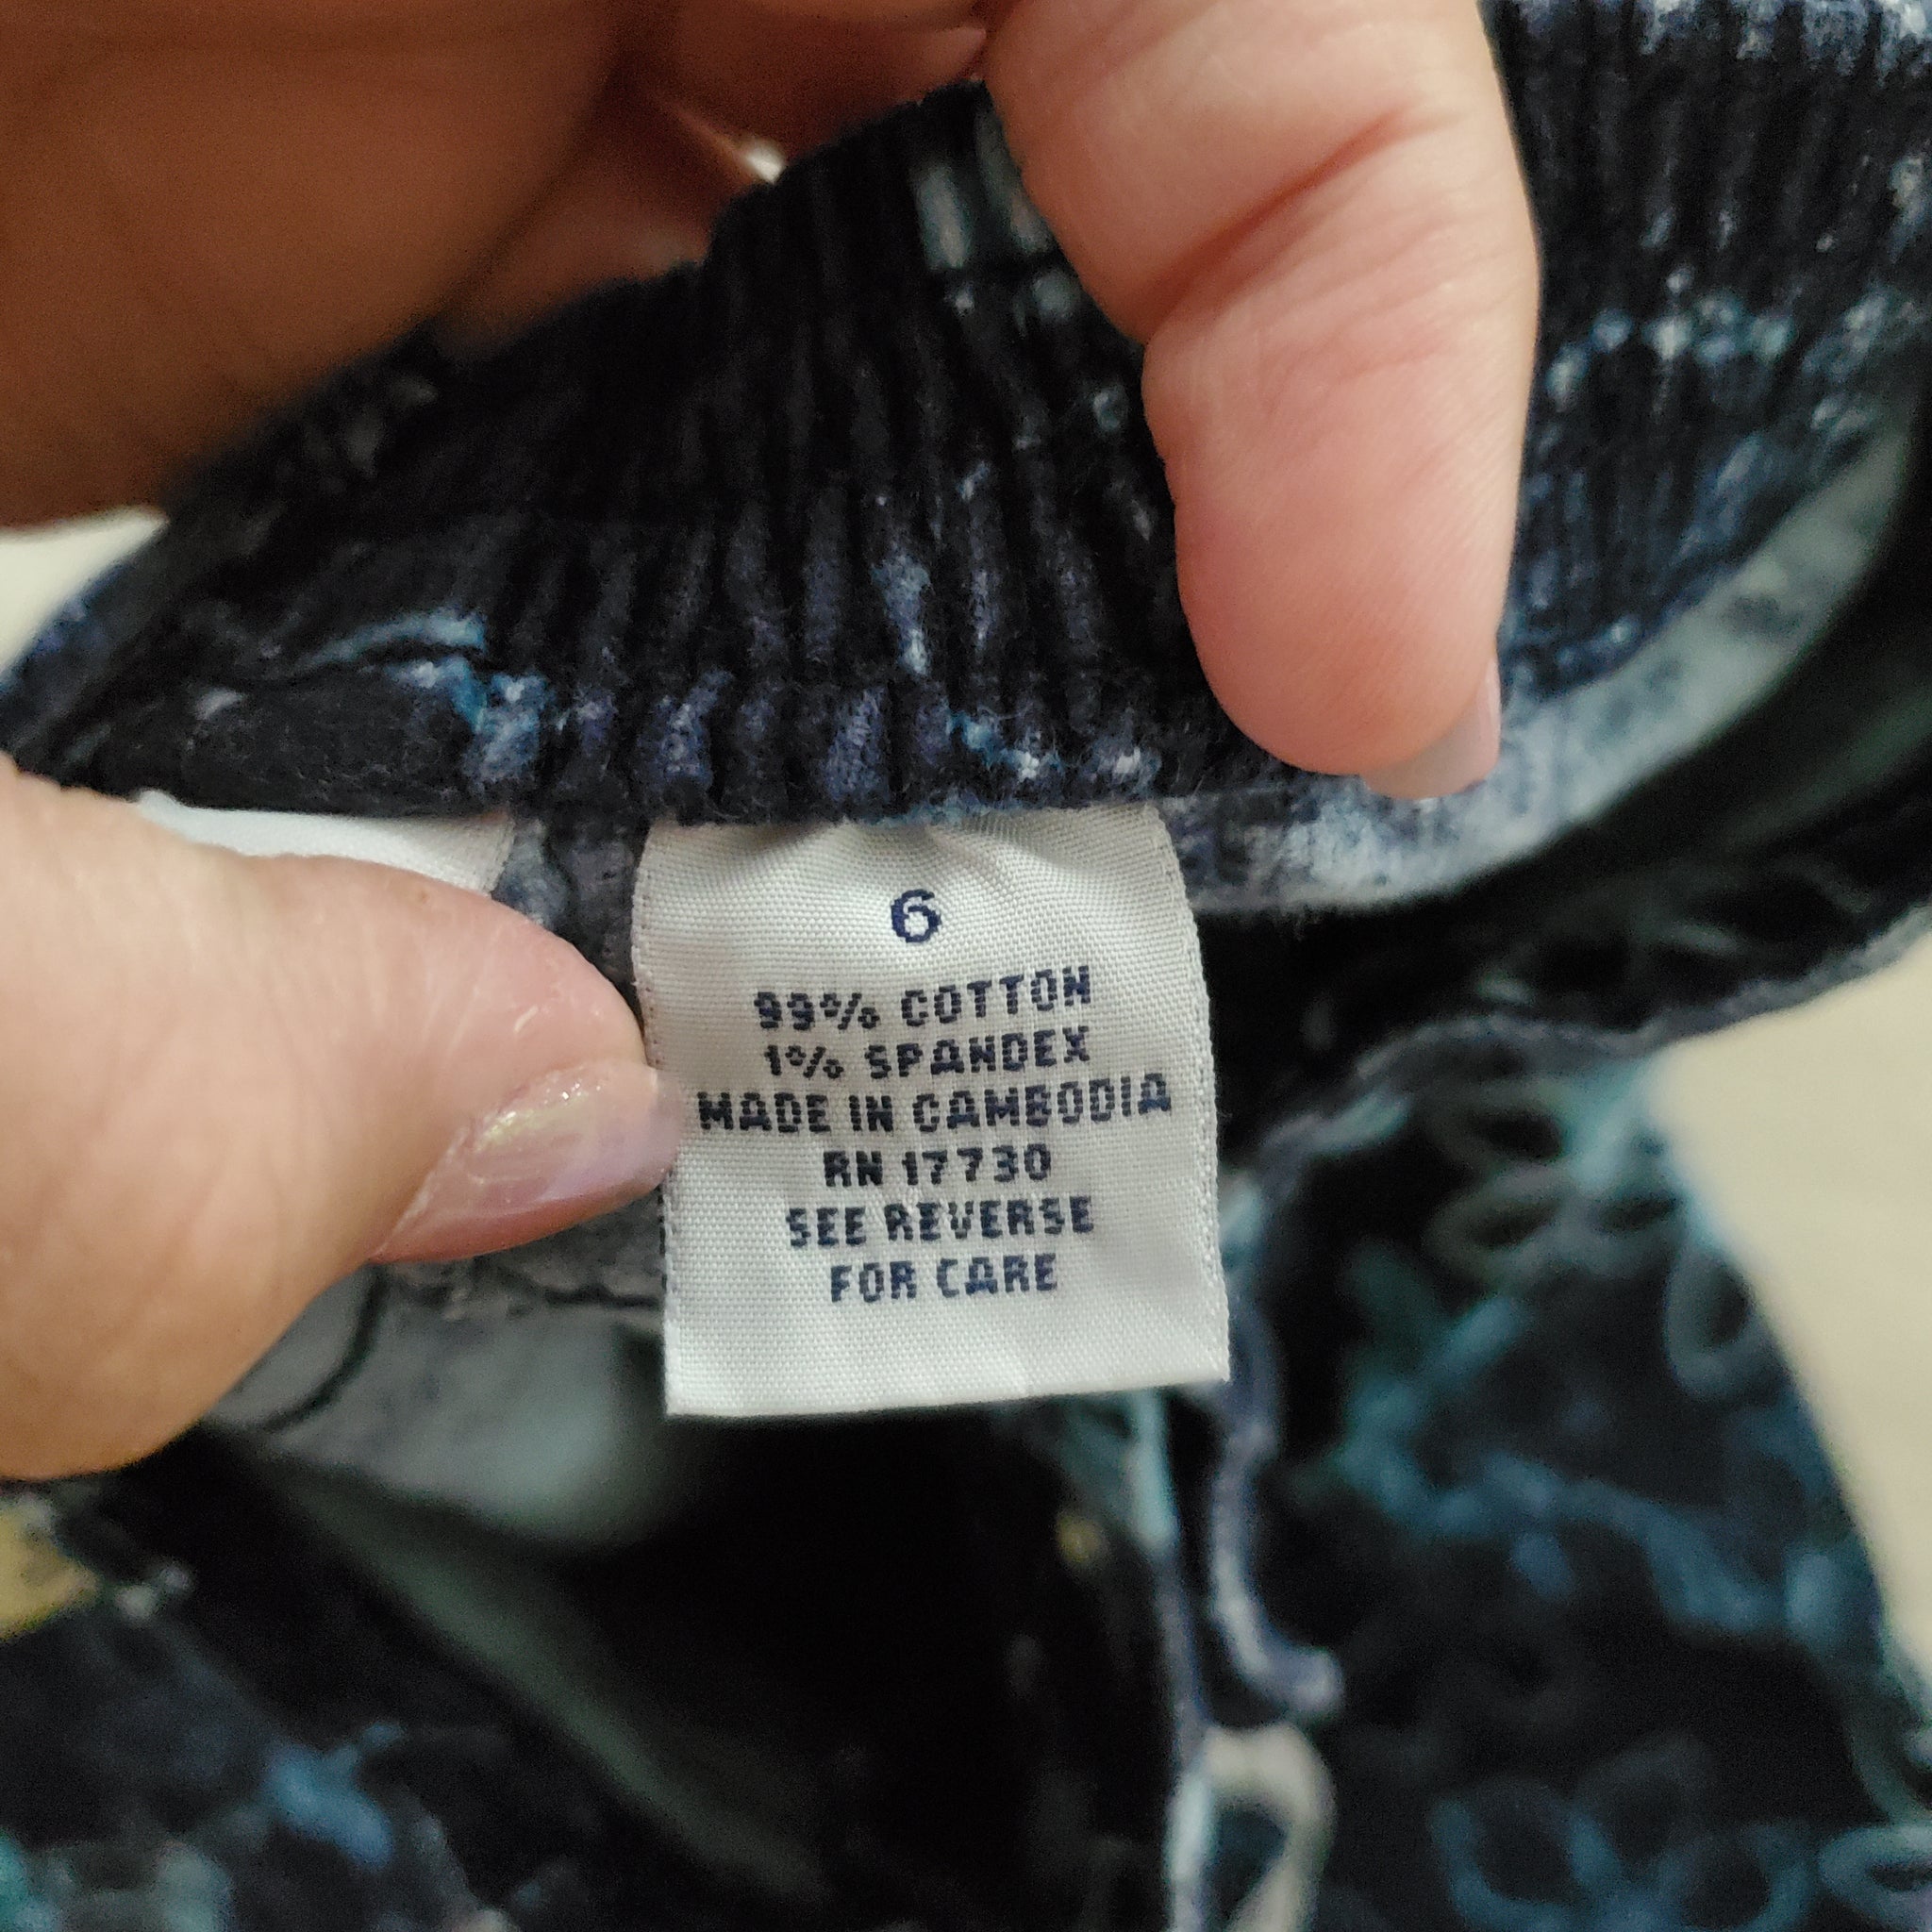 6
99% COTTON
1% SPANDEX
MADE IN CAMBODIA
RN 17730
SEE REVERSE
FOR CARE